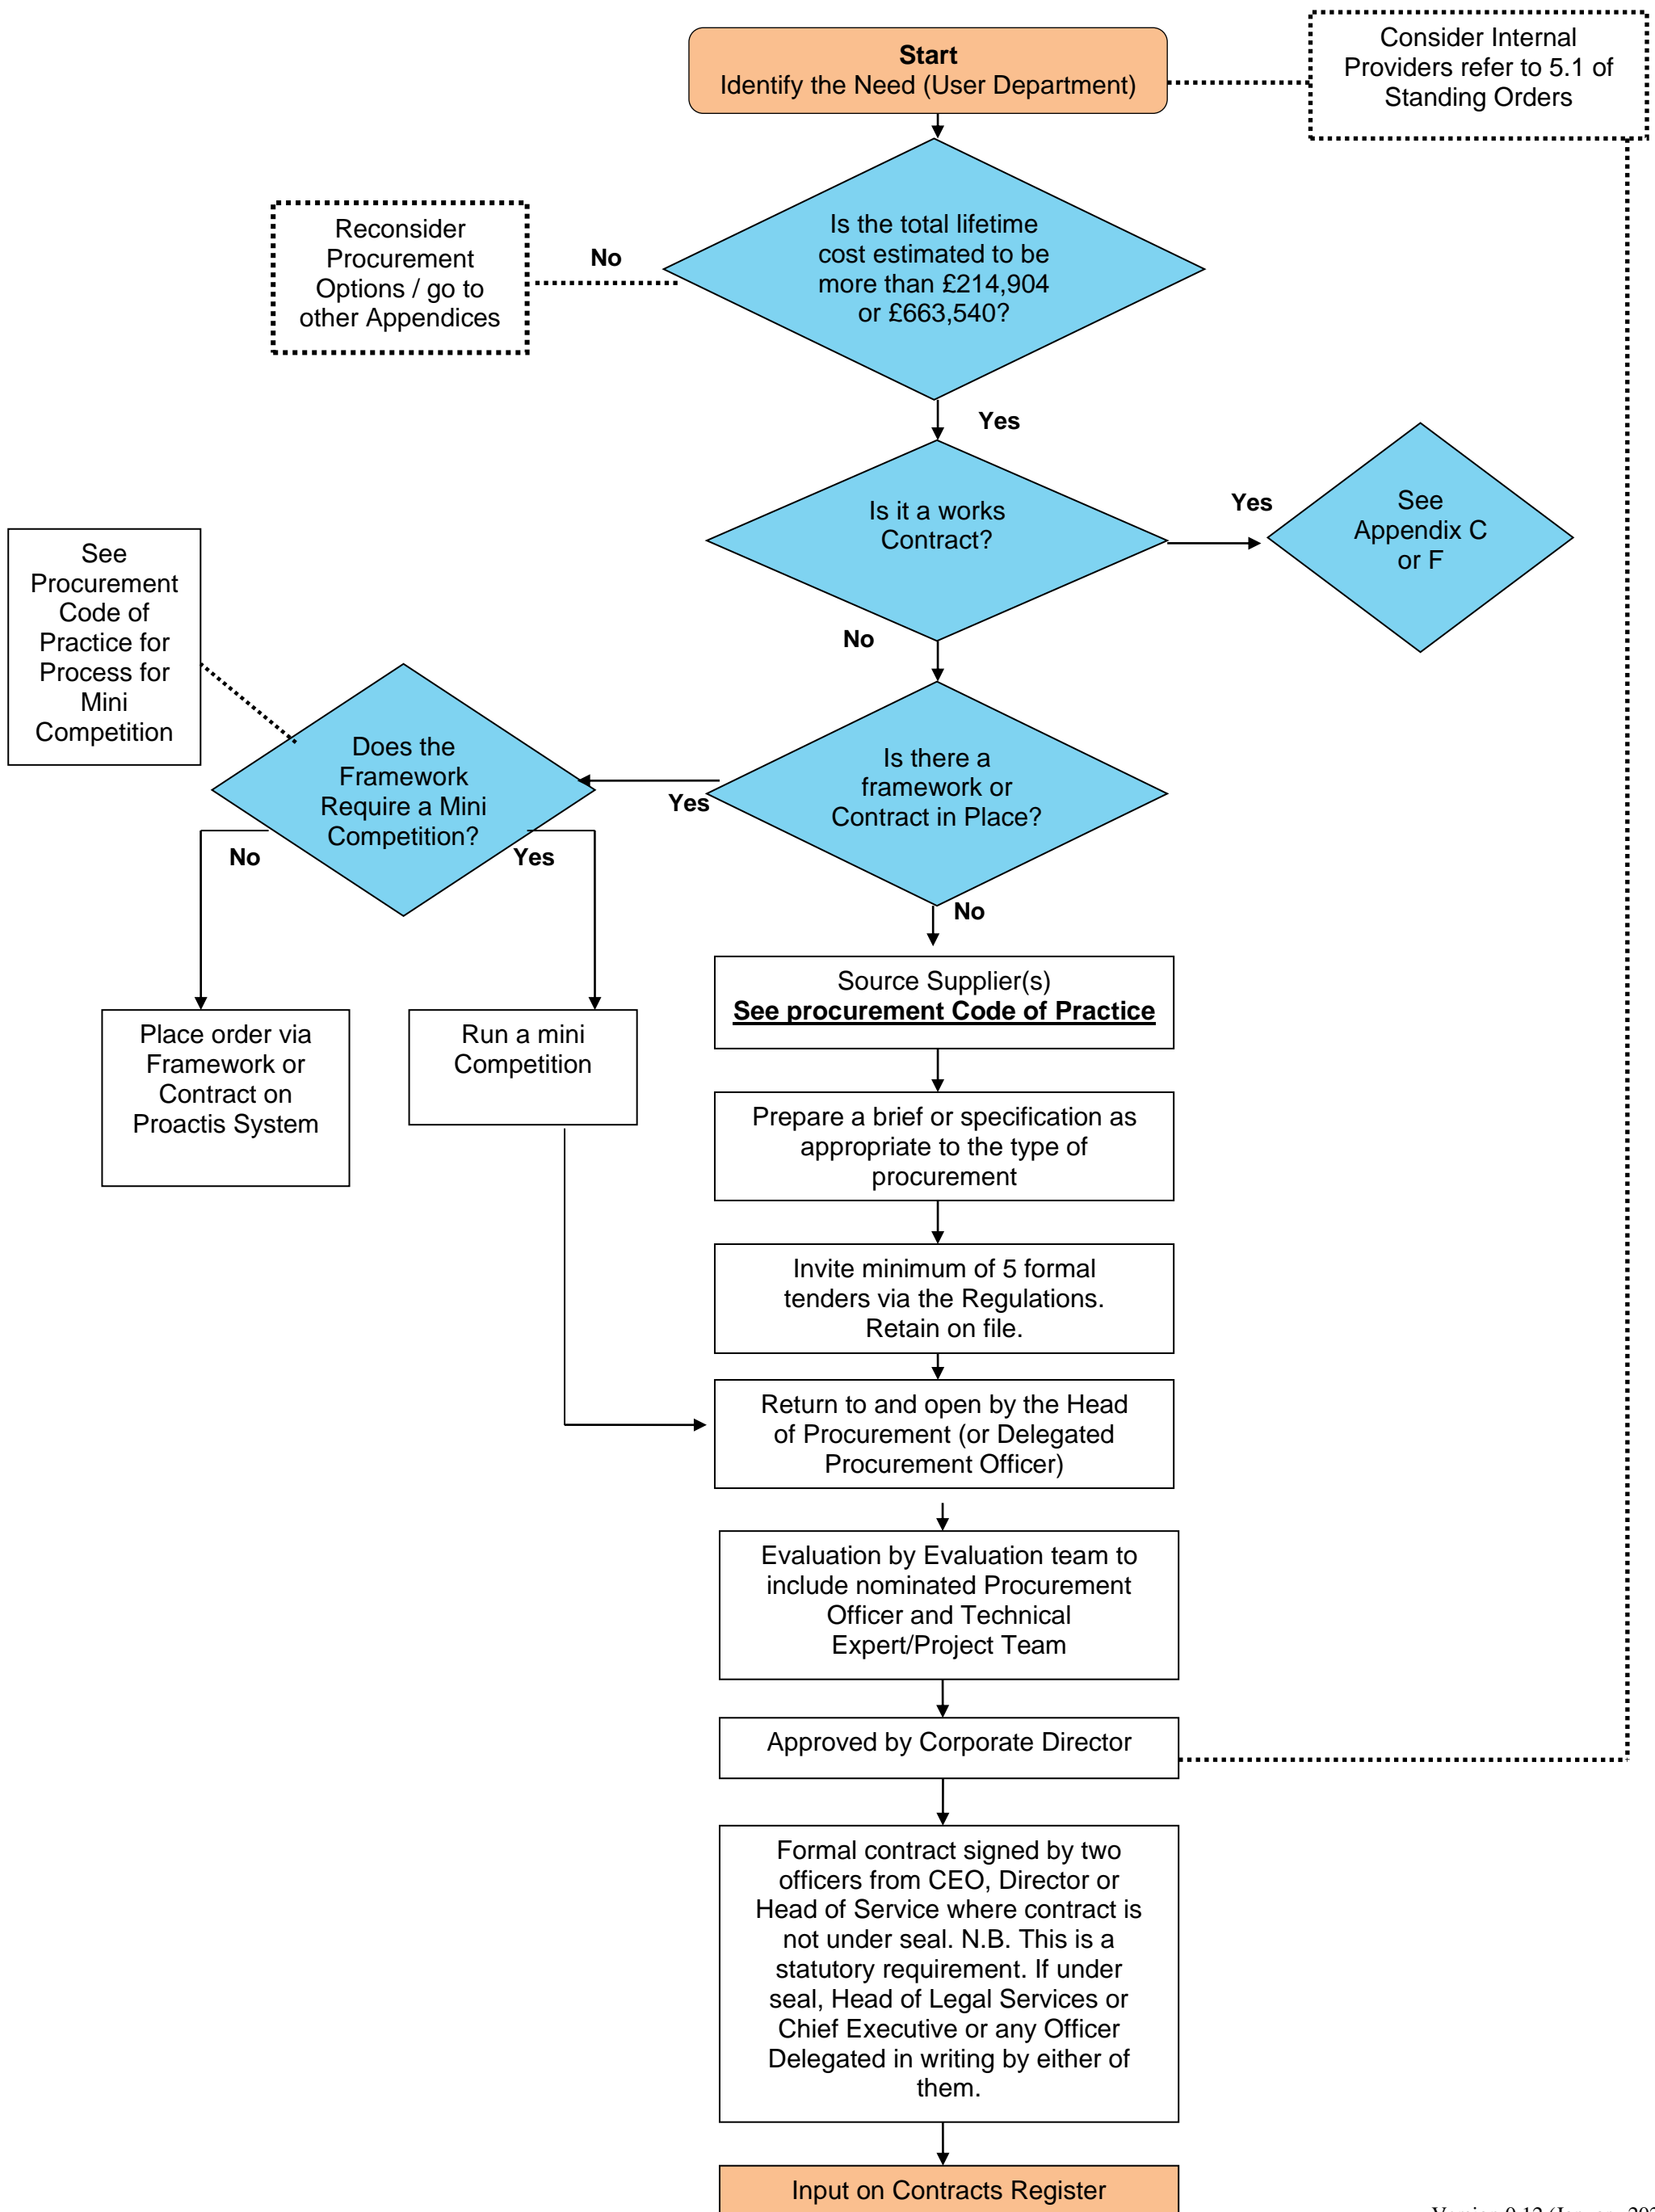 Start
Identify the Need (User Department)
Consider Internal
Providers refer to 5.1 of
Standing Orders
Is the total lifetime
cost estimated to be
more than £214,904
or £663,540?
Reconsider
Procurement
Options / go to
other Appendices
No
Yes
Is it a works
Contract?
Yes
See
Appendix C
or F
See
Procurement
Code of
Practice for
Process for
Mini
Competition
No
Does the
Framework
Require a Mini
Competition?
Is there a
framework or
Contract in Place?
Yes
No
Yes
No
Source Supplier(s)
See procurement Code of Practice
Place order via
Framework or
Contract on
Proactis System
Run a mini
Competition
Prepare a brief or specification as
appropriate to the type of
procurement
Invite minimum of 5 formal
tenders via the Regulations.
Retain on file.
Return to and open by the Head
of Procurement (or Delegated
Procurement Officer)
Evaluation by Evaluation team to
include nominated Procurement
Officer and Technical
Expert/Project Team
Approved by Corporate Director
Formal contract signed by two
officers from CEO, Director or
Head of Service where contract is
not under seal. N.B. This is a
statutory requirement. If under
seal, Head of Legal Services or
Chief Executive or any Officer
Delegated in writing by either of
them.
Input on Contracts Register